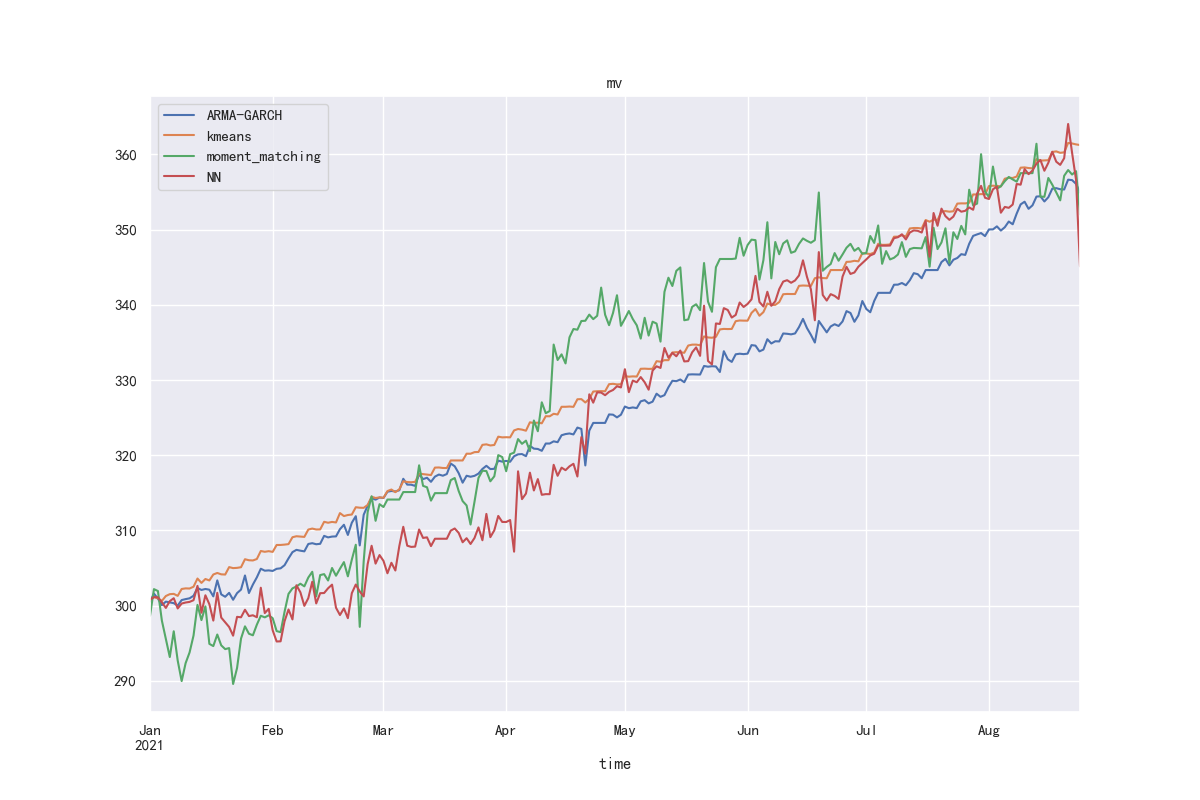 mv
ARMA-GARCH
kmeans
moment_matching
NN
360
350
340
330
320
310
300
290
Jan Feb Mar Apr May Jun Jul Aug
2021
time